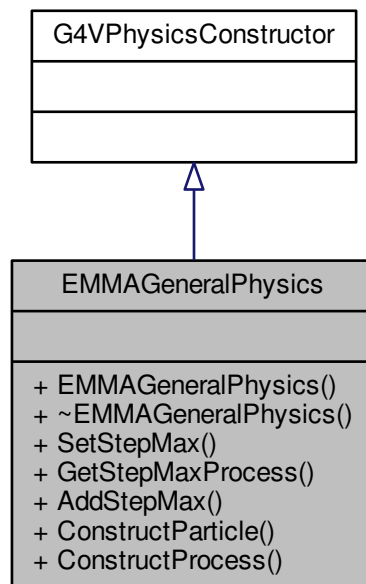 G4VPhysicsConstructor
EMMAGeneralPhysics
+ EMMAGeneralPhysics()
+ ~EMMAGeneralPhysics()
+ SetStepMax()
+ GetStepMaxProcess()
+ AddStepMax()
+ ConstructParticle()
+ ConstructProcess()